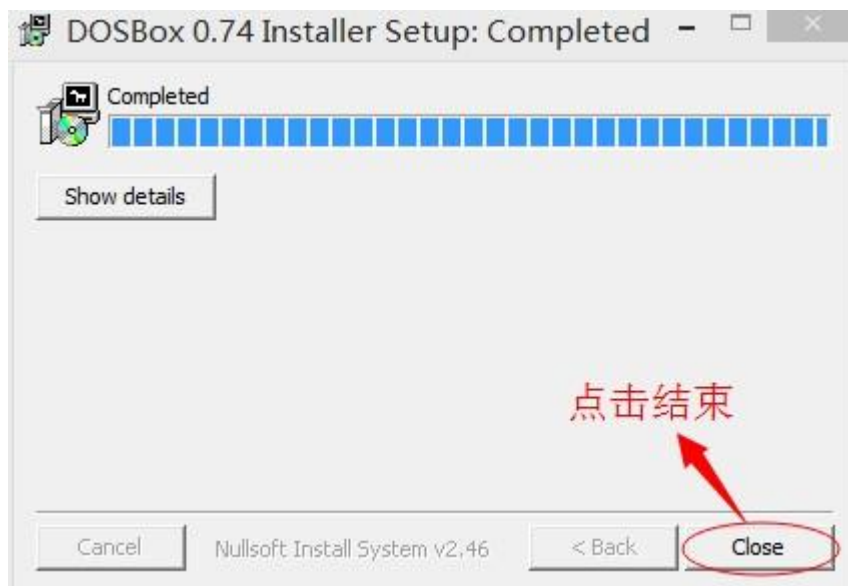 DOSBox 0.74 Installer Setup: Completed
Completed
Show details
点击结束
Cancel
Nullsoft Install System v2.46
< Back
Close